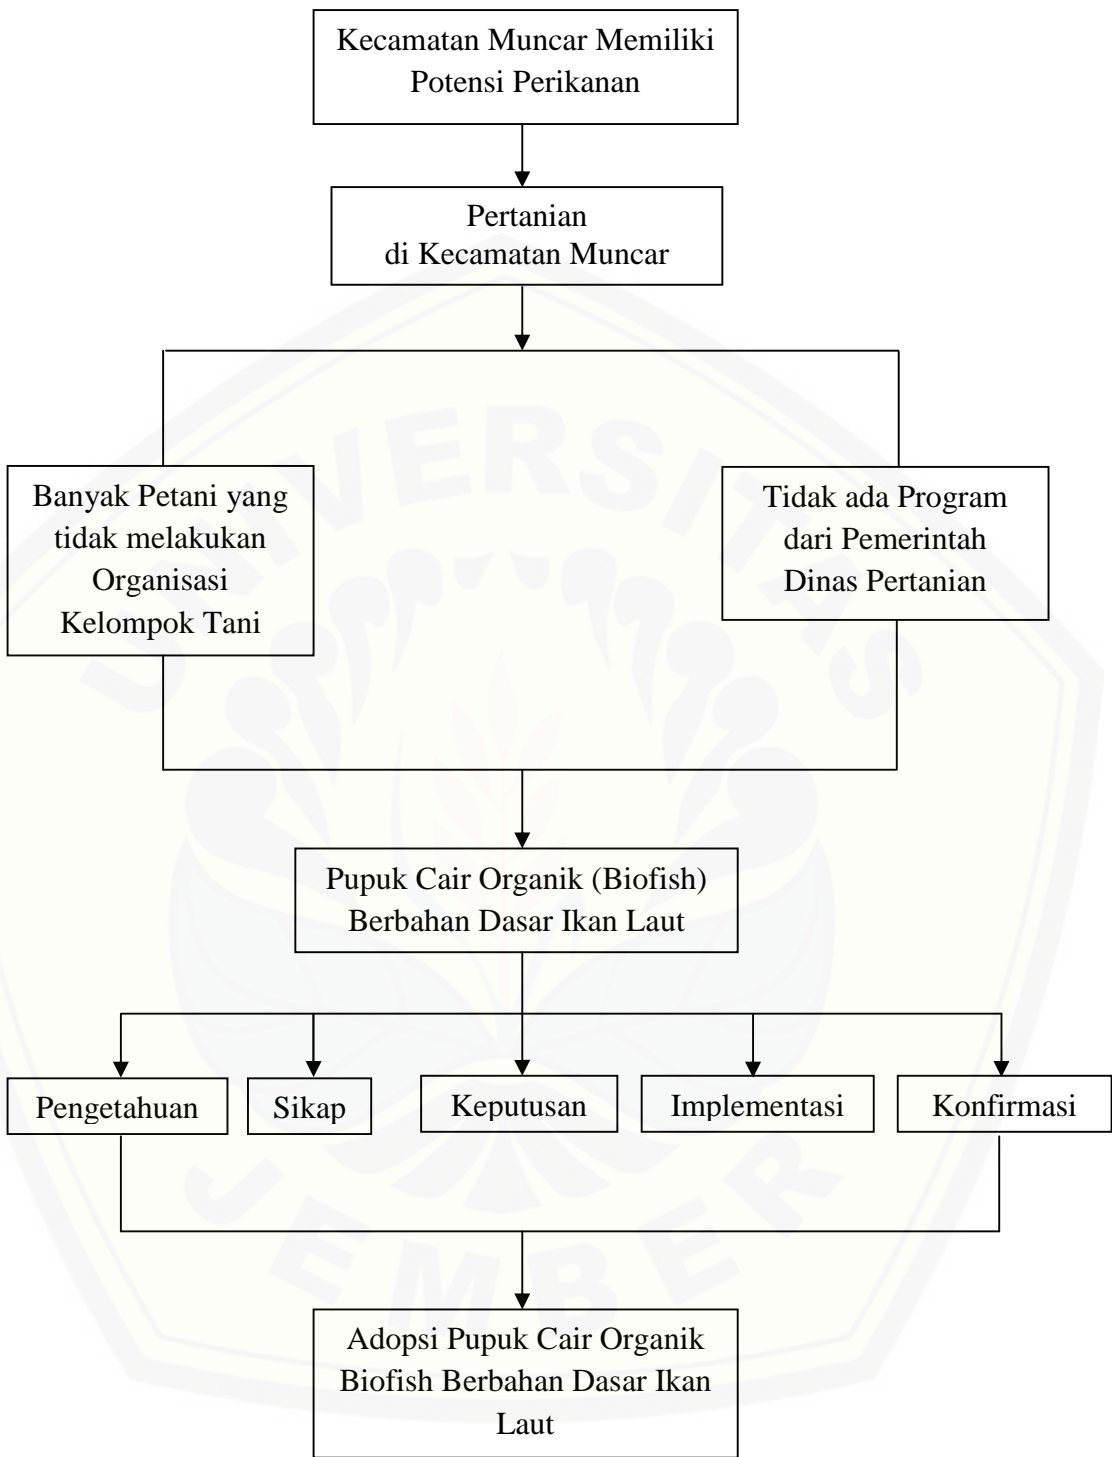 Kecamatan Muncar Memiliki
Potensi Perikanan
Pertanian
di Kecamatan Muncar
Banyak Petani yang
tidak melakukan
Organisasi
Kelompok Tani
Tidak ada Program
dari Pemerintah
Dinas Pertanian
Pupuk Cair Organik (Biofish)
Berbahan Dasar Ikan Laut
Pengetahuan
Sikap
Keputusan
Implementasi
Konfirmasi
Adopsi Pupuk Cair Organik
Biofish Berbahan Dasar Ikan
Laut
UNIVERSITAS
JEMBER